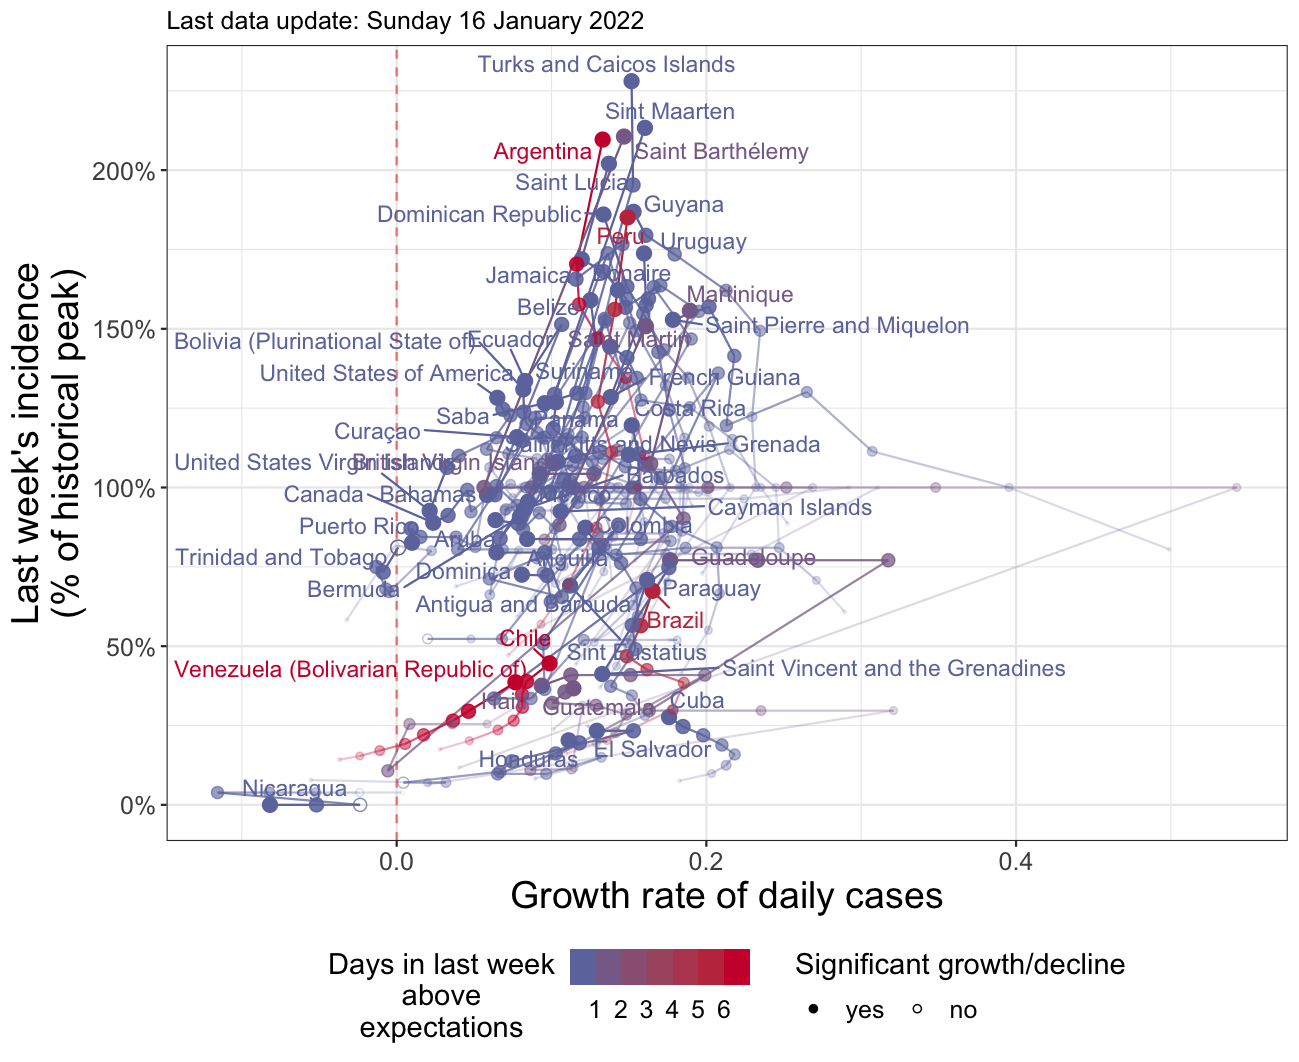 Last data update: Sunday 16 January 2022
Last week's incidence
(% of historical peak)
200%
150%
100%
50%
0%
Turks and Caicos Islands
Sint Maarten
Argentina
Saint Barthélemy
Saint Lucia
Guyana
Dominican Republic
Peru
Uruguay
Jamaica
Bonaire
Martinique
Belize
Saint Pierre and Miquelon
Bolivia (Plurinational State of)
Ecuador
Saint Martin
United States of America
Suriname
French Guiana
Saba
Panama
Costa Rica
Curaçao
Saint Kitts and Nevis
Grenada
United States Virgin Islands
British Virgin Islands
Barbados
Canada
Bahamas
Mexico
Cayman Islands
Puerto Rico
Aruba
Colombia
Trinidad and Tobago
Anguilla
Guadeloupe
Bermuda
Dominica
Paraguay
Antigua and Barbuda
Brazil
Chile
Sint Eustatius
Venezuela (Bolivarian Republic of)
Saint Vincent and the Grenadines
Haiti
Guatemala
Cuba
Honduras
El Salvador
Nicaragua
0.0
0.2
0.4
Growth rate of daily cases
Days in last week
above
expectations
1 2 3 4 5 6
Significant growth/decline
yes
no